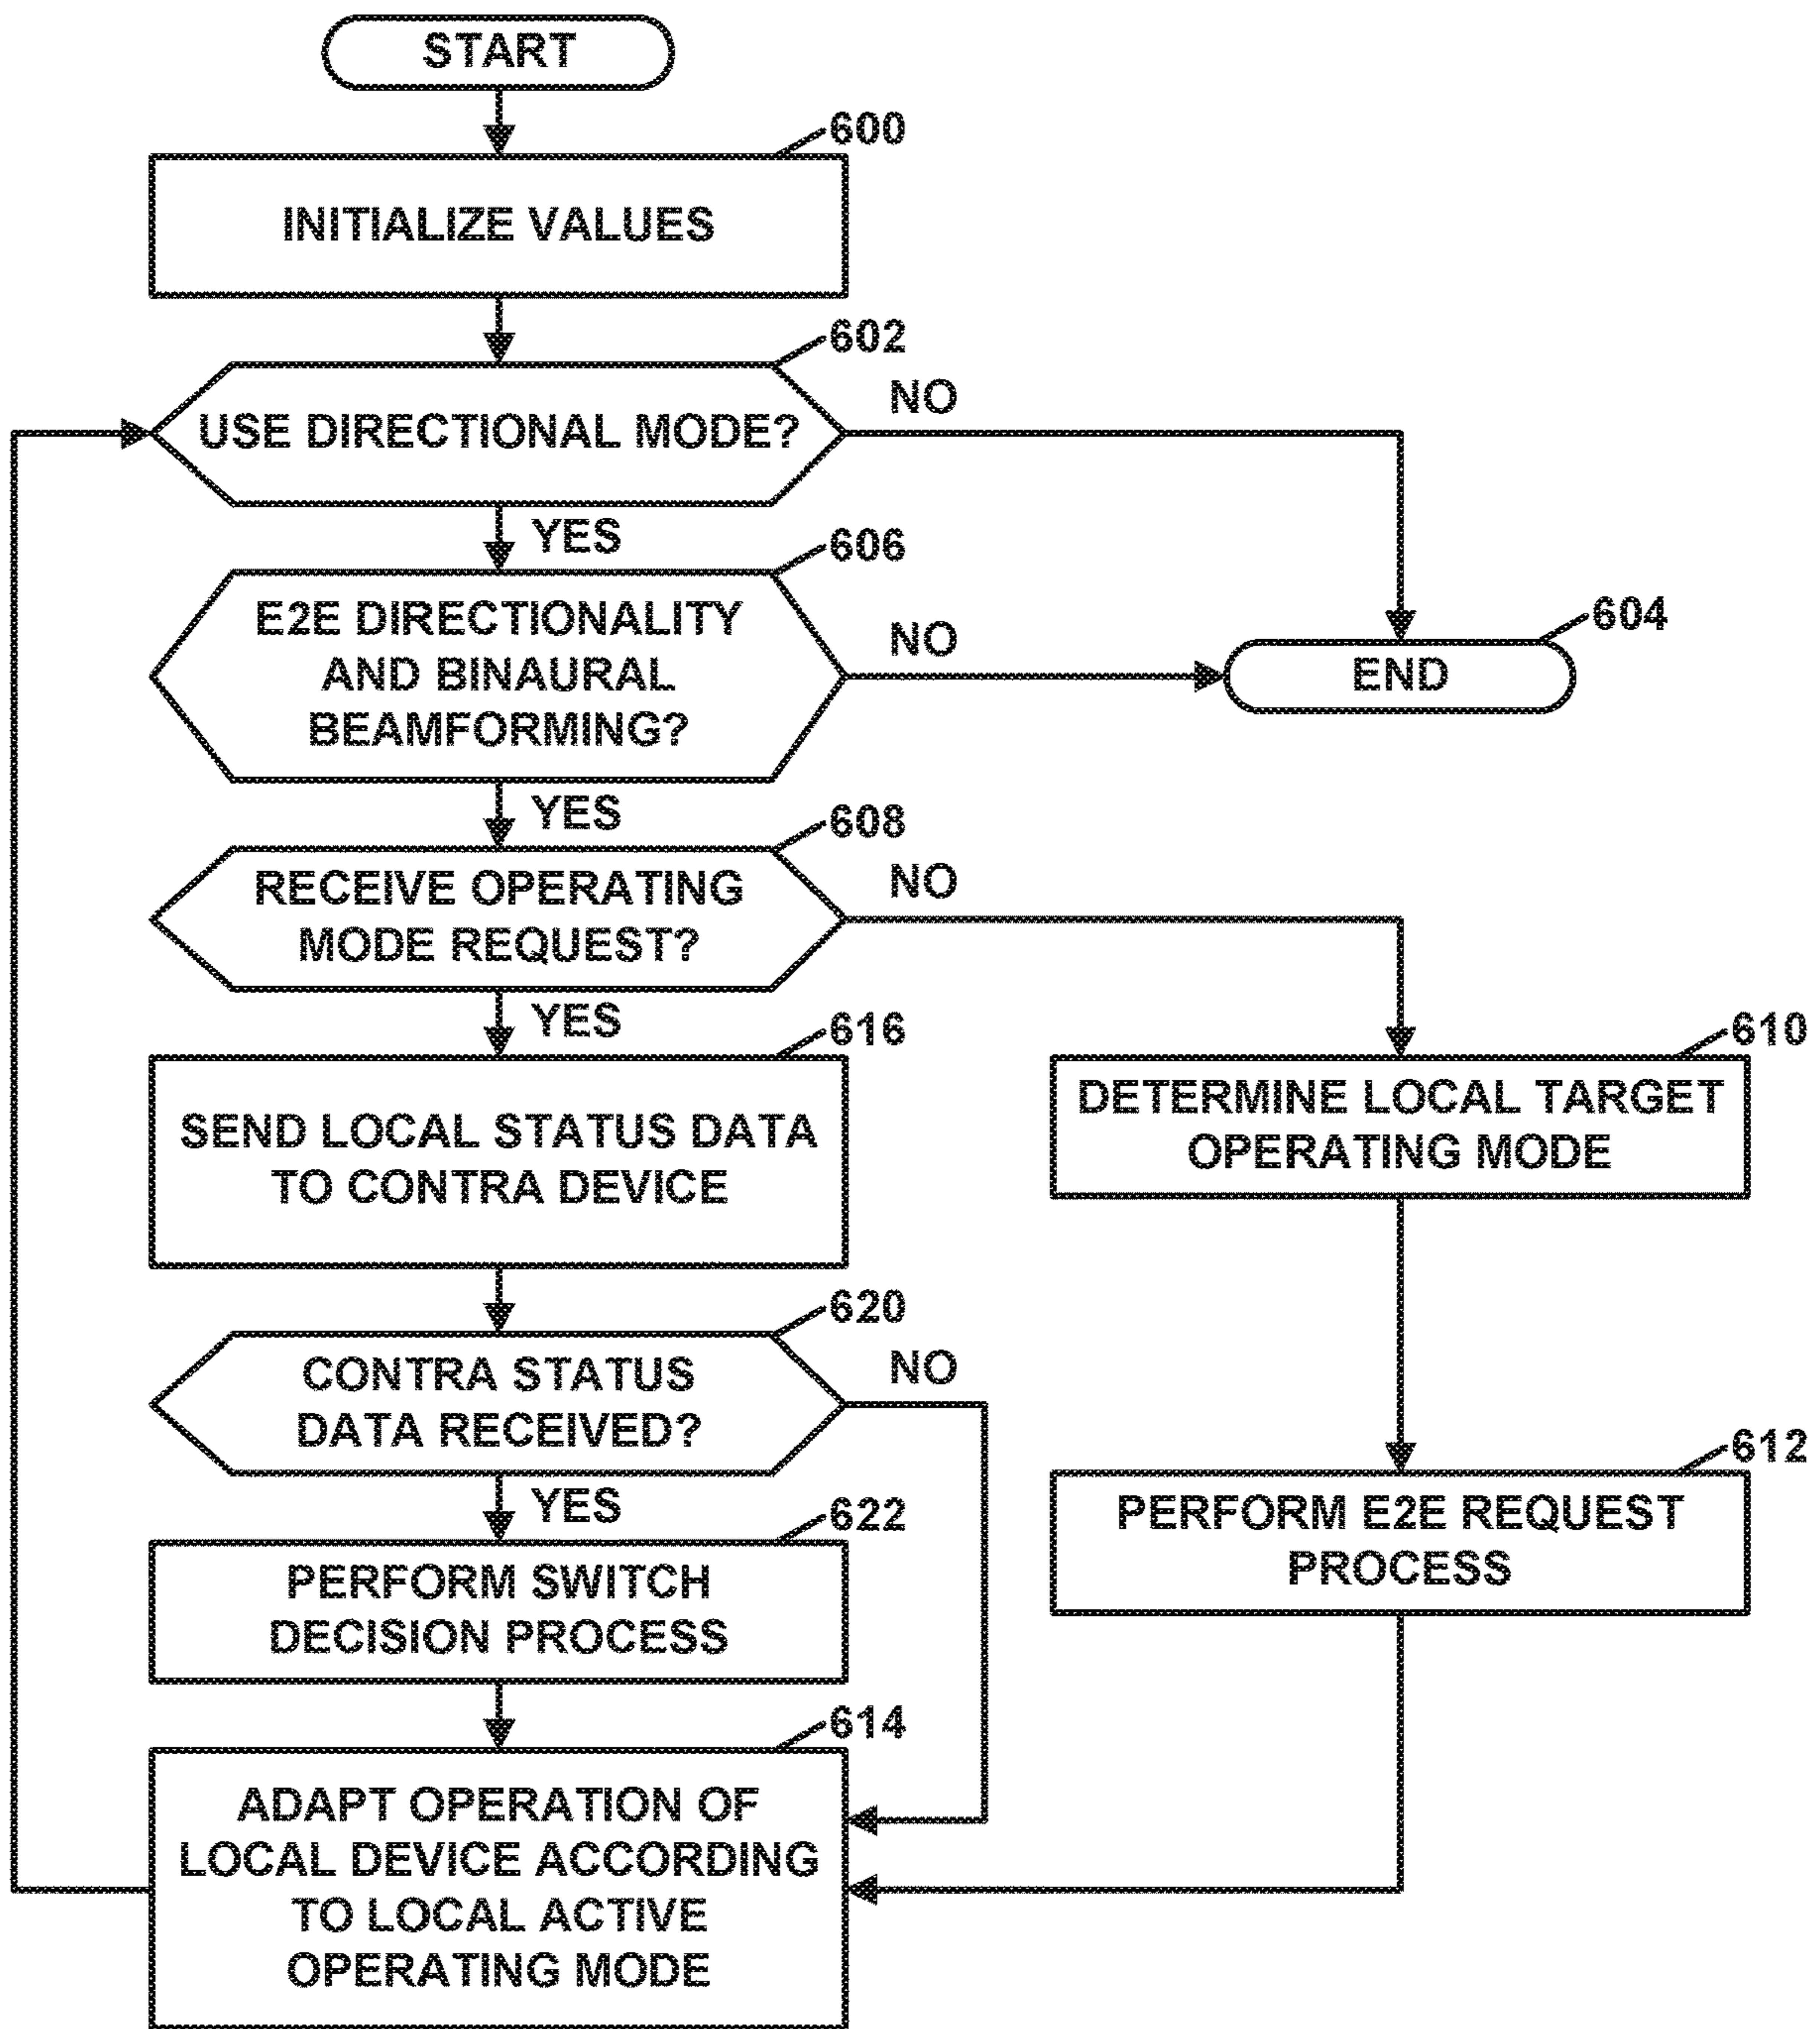 START
600
INITIALIZE VALUES
602
USE DIRECTIONAL MODE?
NO
YES
606
E2E DIRECTIONALITY
AND BINAURAL
BEAMFORMING?
NO
604
END
YES
608
RECEIVE OPERATING
MODE REQUEST?
NO
YES
616
SEND LOCAL STATUS DATA
TO CONTRA DEVICE
610
DETERMINE LOCAL TARGET
OPERATING MODE
620
CONTRA STATUS
DATA RECEIVED?
NO
YES
612
PERFORM E2E REQUEST
PROCESS
622
PERFORM SWITCH
DECISION PROCESS
614
ADAPT OPERATION OF
LOCAL DEVICE ACCORDING
TO LOCAL ACTIVE
OPERATING MODE